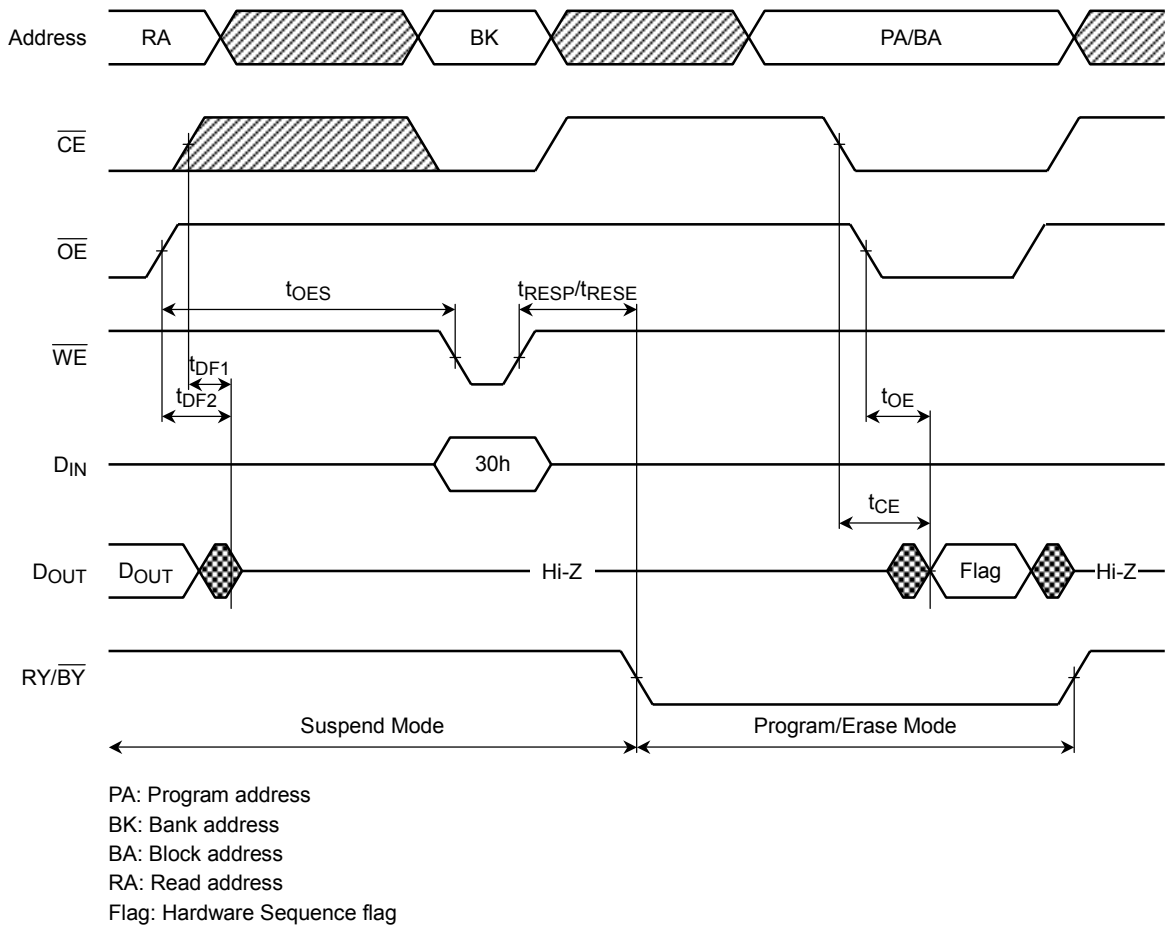 Address RA BK PA/BA
CE
OE
tOES tRESP/tRESE
WE
tDF1
tDF2 tOE
DIN 30h
tCE
DOUT DOUT Hi-Z Flag Hi-Z
RY/BY
Suspend Mode Program/Erase Mode
PA: Program address
BK: Bank address
BA: Block address
RA: Read address
Flag: Hardware Sequence flag